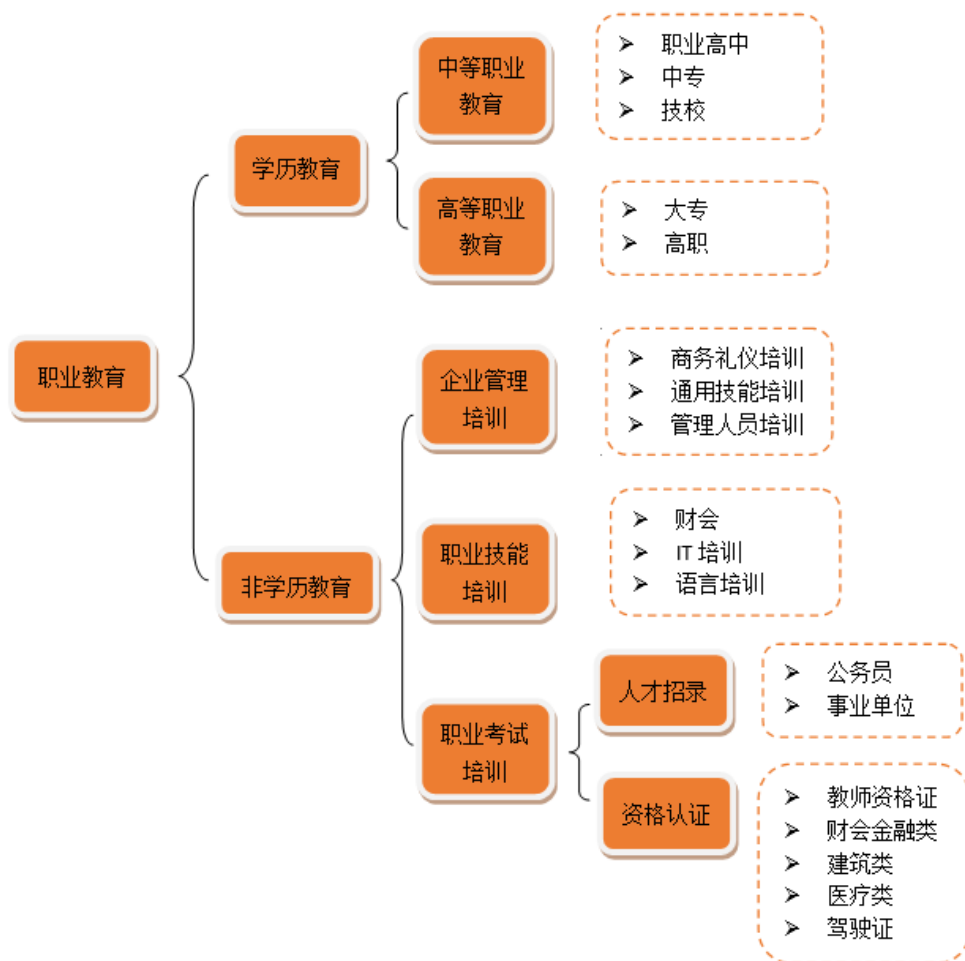 职业教育
学历教育
中等职业
教育
职业高中
中专
技校
高等职业
教育
大专
高职
非学历教育
企业管理
培训
商务礼仪培训
通用技能培训
管理人员培训
职业技能
培训
财会
IT 培训
语言培训
职业考试
培训
人才招录
公务员
事业单位
资格认证
教师资格证
财会金融类
建筑类
医疗类
驾驶证